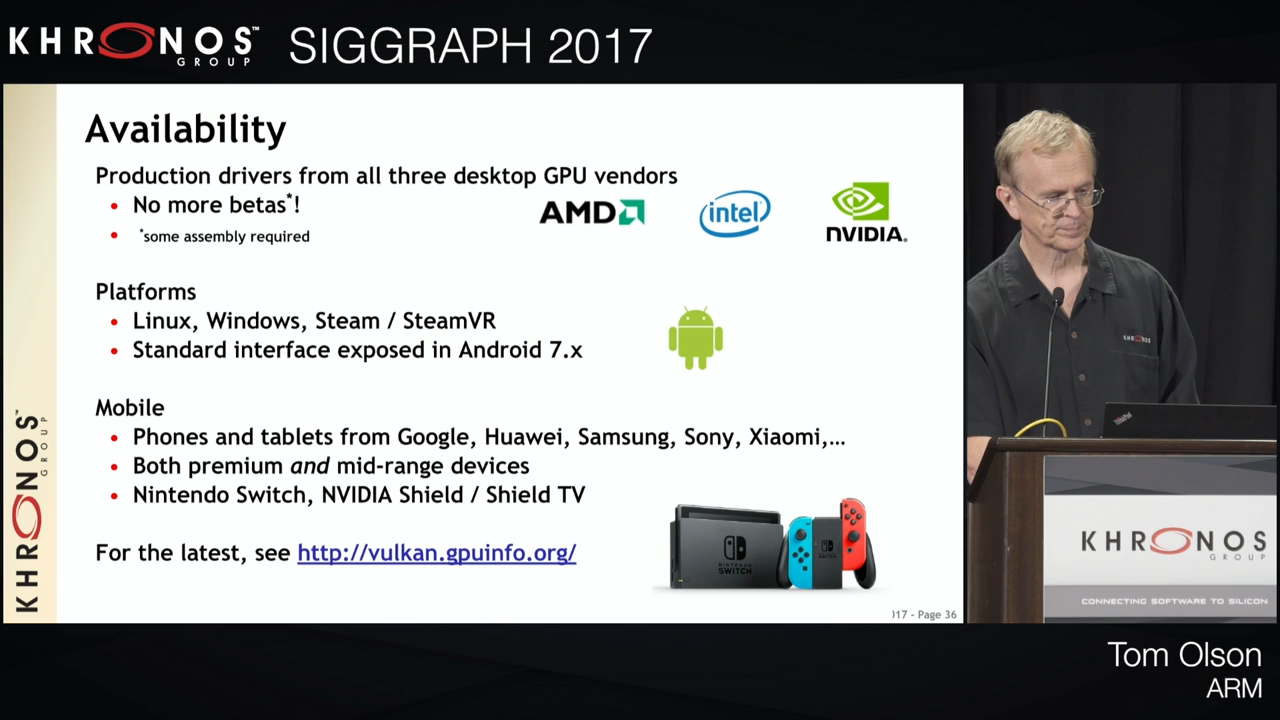 KHRONOS™
GROUP
SIGGRAPH 2017
Availability
Production drivers from all three desktop GPU vendors
• No more betas*!
• *some assembly required
AMD
intel
NVIDIA.
Platforms
• Linux, Windows, Steam / SteamVR
• Standard interface exposed in Android 7.x
Mobile
• Phones and tablets from Google, Huawei, Samsung, Sony, Xiaomi,…
• Both premium and mid-range devices
• Nintendo Switch, NVIDIA Shield / Shield TV
For the latest, see http://vulkan.gpuinfo.org/
NINTENDO
SWITCH
)17 - Page 36
KHRONOS™
GROUP
KHRONOS
ThinkPad
KHRONOS
GROUP
CONNECTING SOFTWARE TO SILICON
Tom Olson
ARM